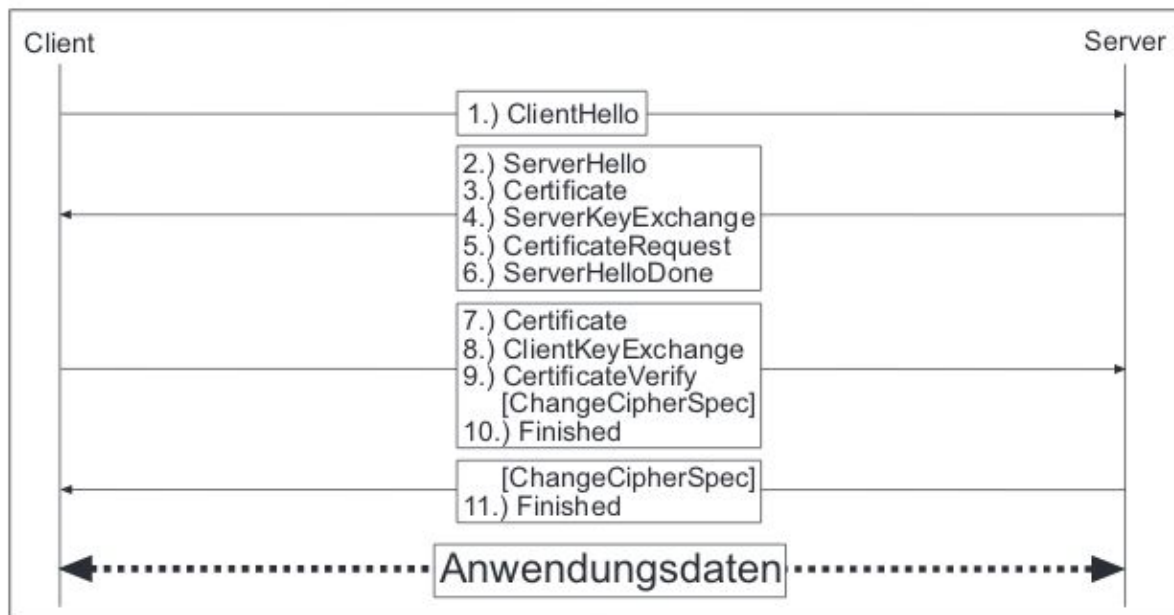 Client
Server
1.) ClientHello
2.) ServerHello
3.) Certificate
4.) ServerKeyExchange
5.) CertificateRequest
6.) ServerHelloDone
7.) Certificate
8.) ClientKeyExchange
9.) CertificateVerify
[ChangeCipherSpec]
10.) Finished
[ChangeCipherSpec]
11.) Finished
Anwendungsdaten